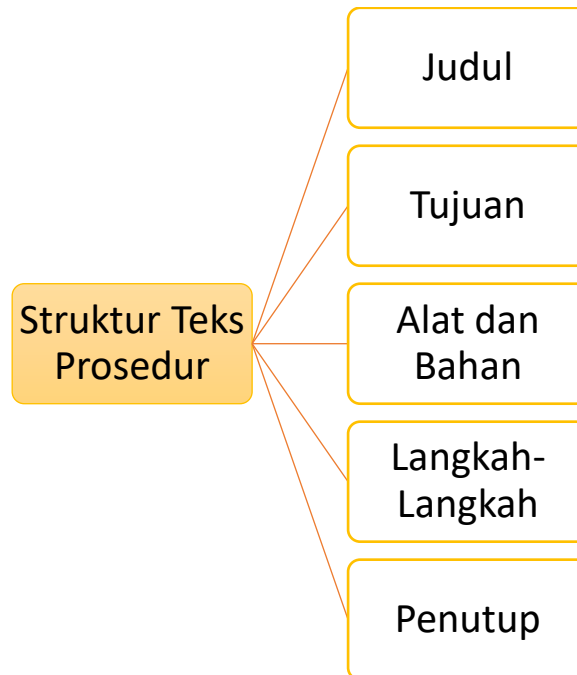 Judul
Tujuan
Struktur Teks
Prosedur
Alat dan
Bahan
Langkah-
Langkah
Penutup